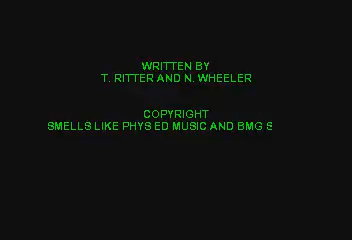 WRITTEN BY
T. RITTER AND N. WHEELER
COPYRIGHT
SMELLS LIKE PHYS ED MUSIC AND BMG S